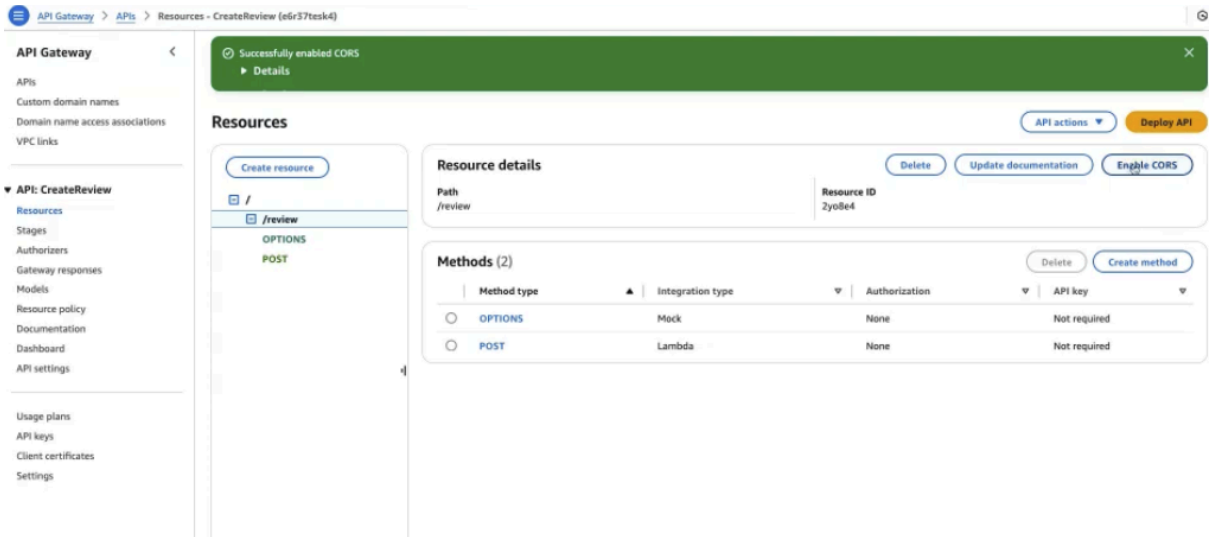 API Gateway > APIs > Resources - CreateReview (e6r37tesk4)
API Gateway
APIs
Custom domain names
Domain name access associations
VPC links
API: CreateReview
Resources
Stages
Authorizers
Gateway responses
Models
Resource policy
Documentation
Dashboard
API settings
Usage plans
API keys
Client certificates
Settings
Successfully enabled CORS
Details
Resources
API actions
Deploy API
Create resource
/
/review
OPTIONS
POST
Resource details
Delete
Update documentation
Enable CORS
Path
/review
Resource ID
2yo8e4
Methods (2)
Delete
Create method
Method type Integration type Authorization API key
OPTIONS Mock None Not required
POST Lambda None Not required